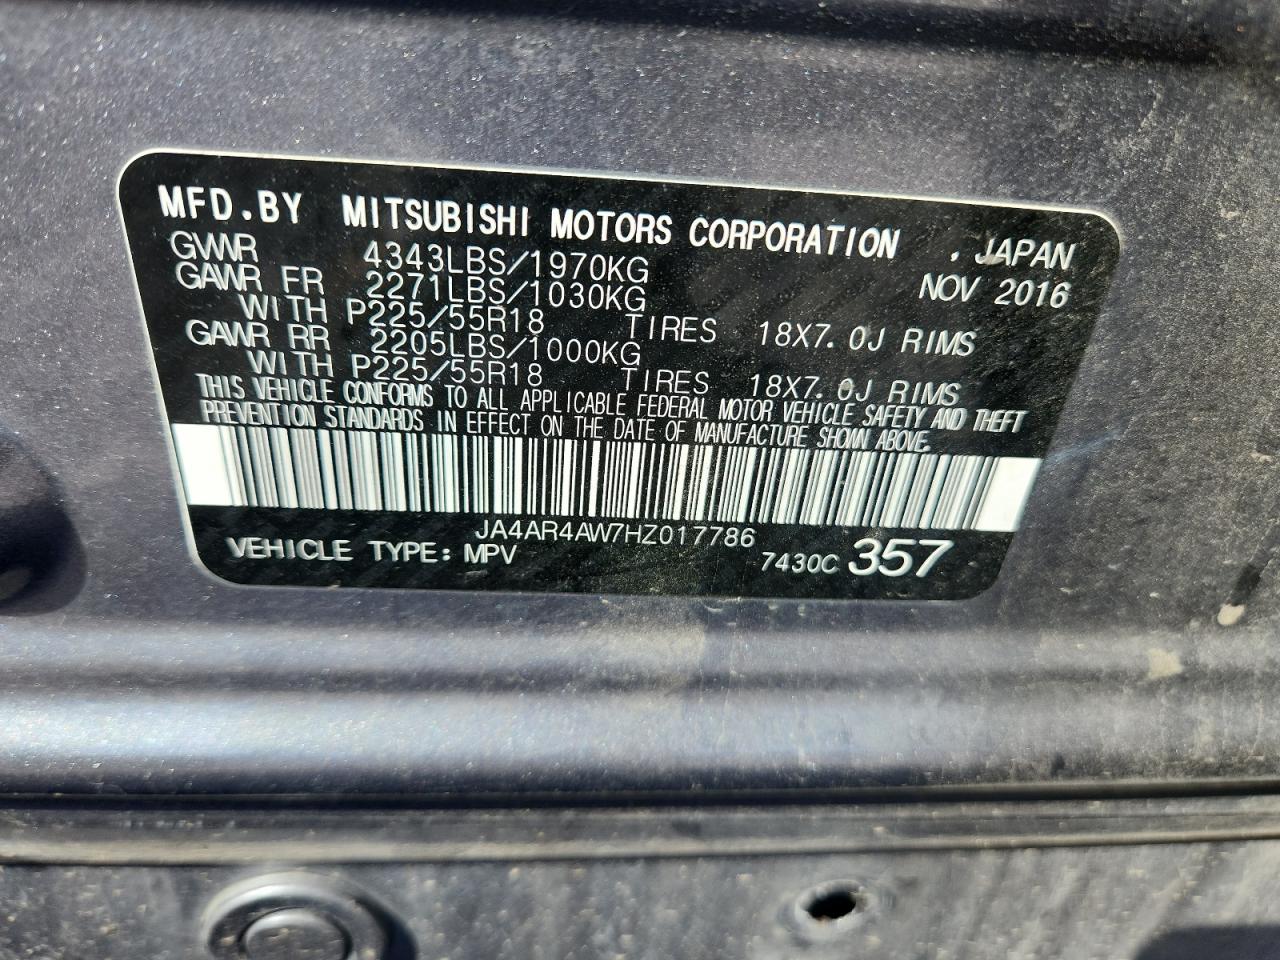 MFD.BY MITSUBISHI MOTORS CORPORATION . JAPAN
GVWR 4343LBS/1970KG NOV 2016
GAWR FR 2271LBS/1030KG
WITH P225/55R18 TIRES 18X7.0J RIMS
GAWR RR 2205LBS/1000KG
WITH P225/55R18 TIRES 18X7.0J RIMS
THIS VEHICLE CONFORMS TO ALL APPLICABLE FEDERAL MOTOR VEHICLE SAFETY AND THEFT
PREVENTION STANDARDS IN EFFECT ON THE DATE OF MANUFACTURE SHOWN ABOVE.
JA4AR4AW7HZ017786
VEHICLE TYPE: MPV 7430C 357